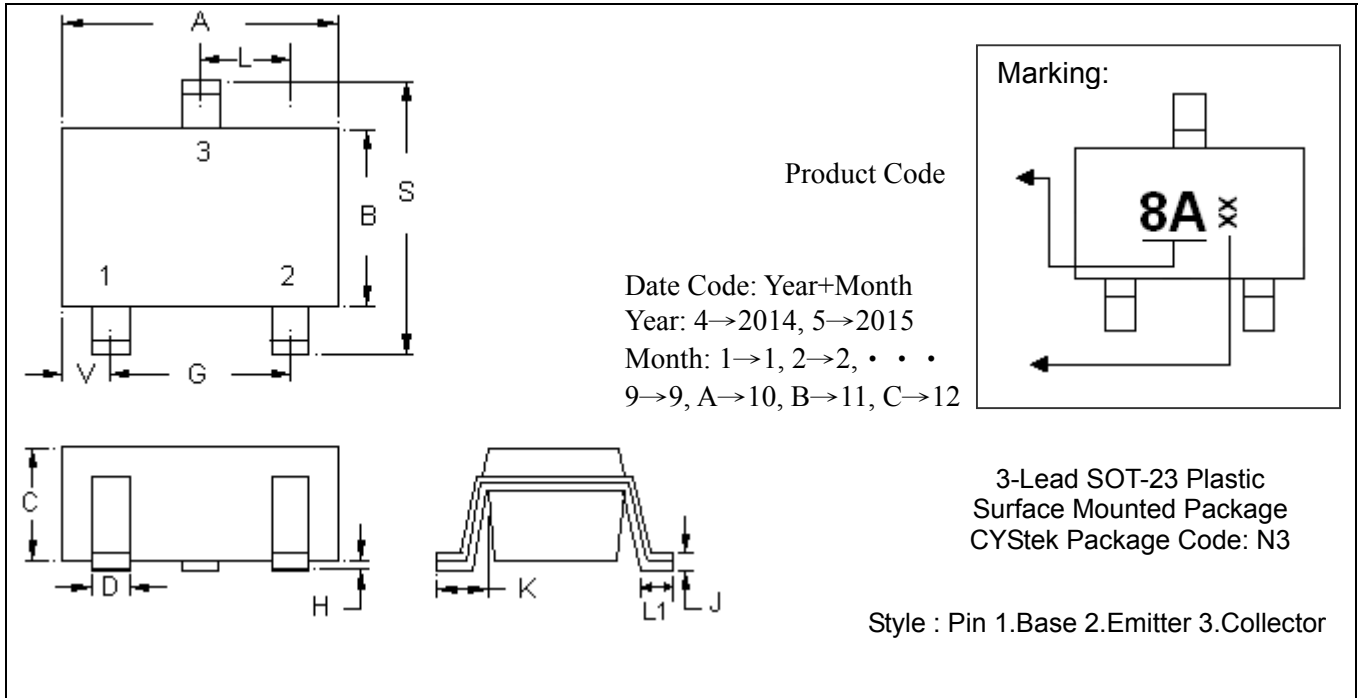 A
L
3
S
B
1
2
V
G
Marking:
Product Code
8A
XX
Date Code: Year+Month
Year: 4→2014, 5→2015
Month: 1→1, 2→2, ・・・
9→9, A→10, B→11, C→12
C
D
H
K
L1
J
3-Lead SOT-23 Plastic
Surface Mounted Package
CYStek Package Code: N3
Style : Pin 1.Base 2.Emitter 3.Collector